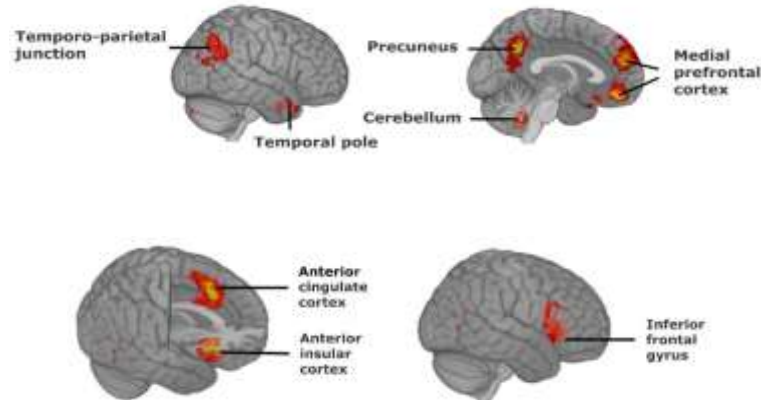 Temporo-parietal
junction
Temporal pole
Precuneus
Medial
prefrontal
cortex
Cerebellum
Anterior
cingulate
cortex
Anterior
insular
cortex
Inferior
frontal
gyrus